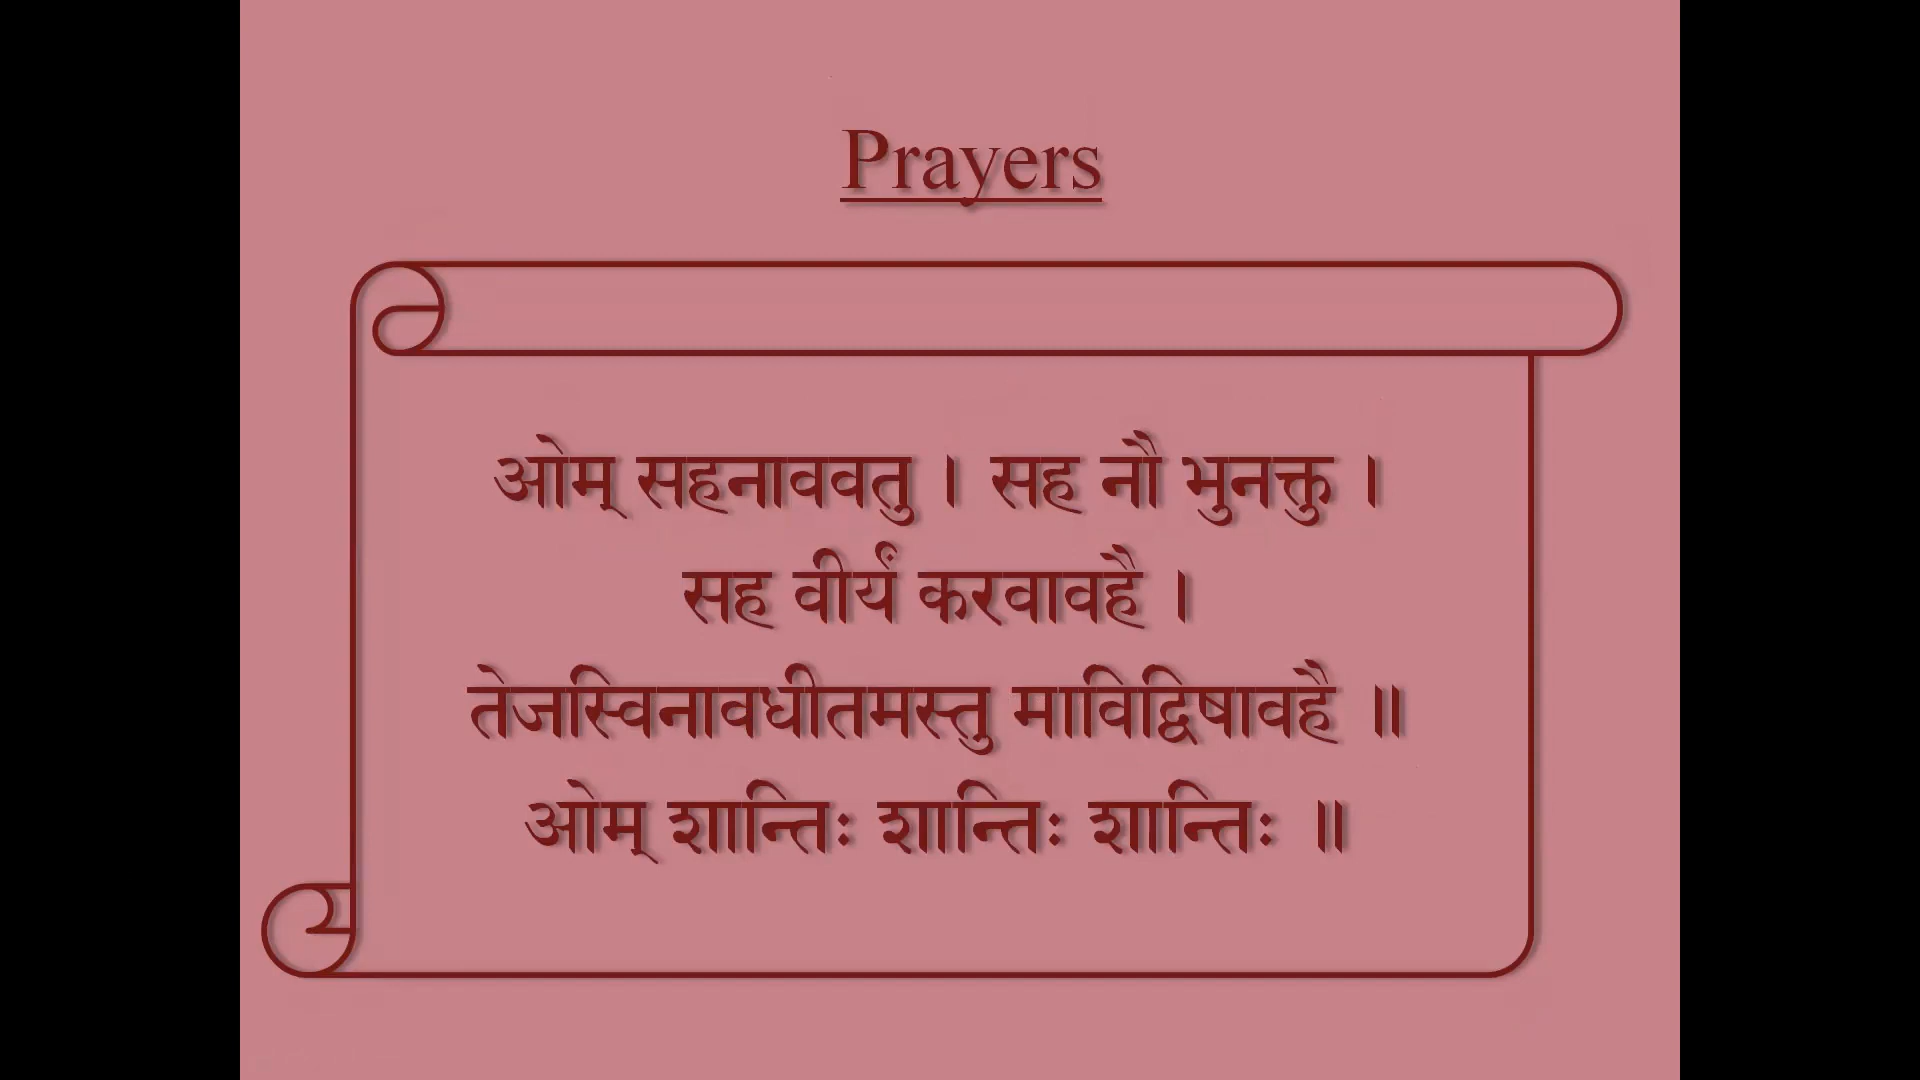 Prayers
ओम् सहनाववतु । सह नौ भुनक्तु ।
सह वीर्यं करवावहै ।
तेजस्विनावधीतमस्तु माविद्विषावहै ॥
ओम् शान्तिः शान्तिः शान्तिः ॥